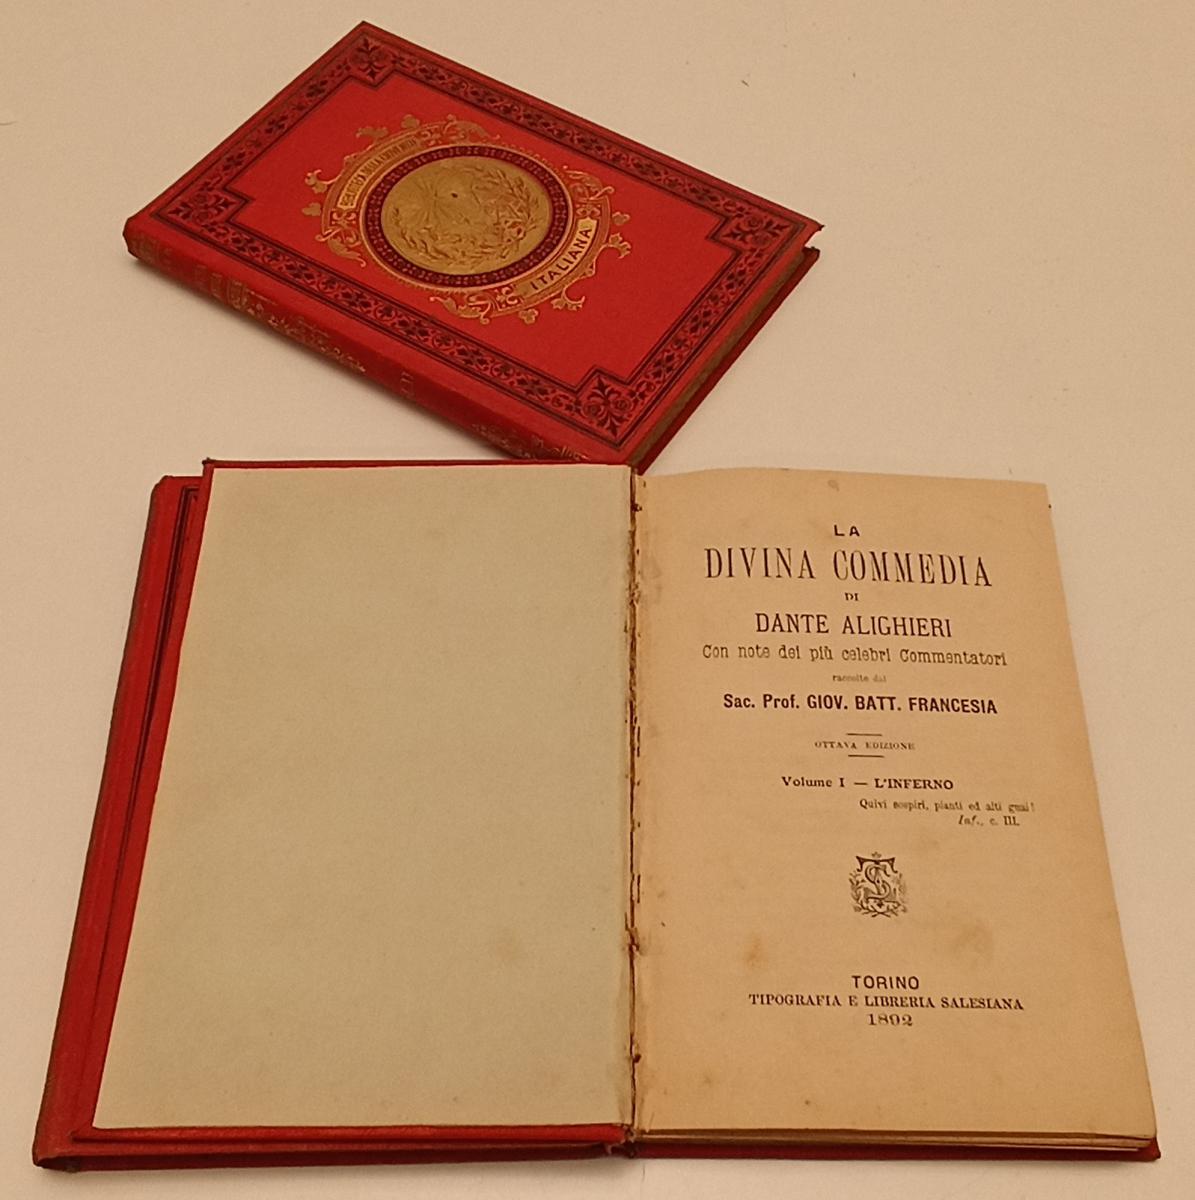 ITALIANA
LA
DIVINA COMMEDIA
DI
DANTE ALIGHIERI
Con note dei più celebri Commentatori
raccolte dal
Sac. Prof. GIOV. BATT. FRANCESIA
OTTAVA EDIZIONE
Volume I — L'INFERNO
Quivi sospiri, pianti ed alti guai!
Inf., c. III.
TORINO
TIPOGRAFIA E LIBRERIA SALESIANA
1892